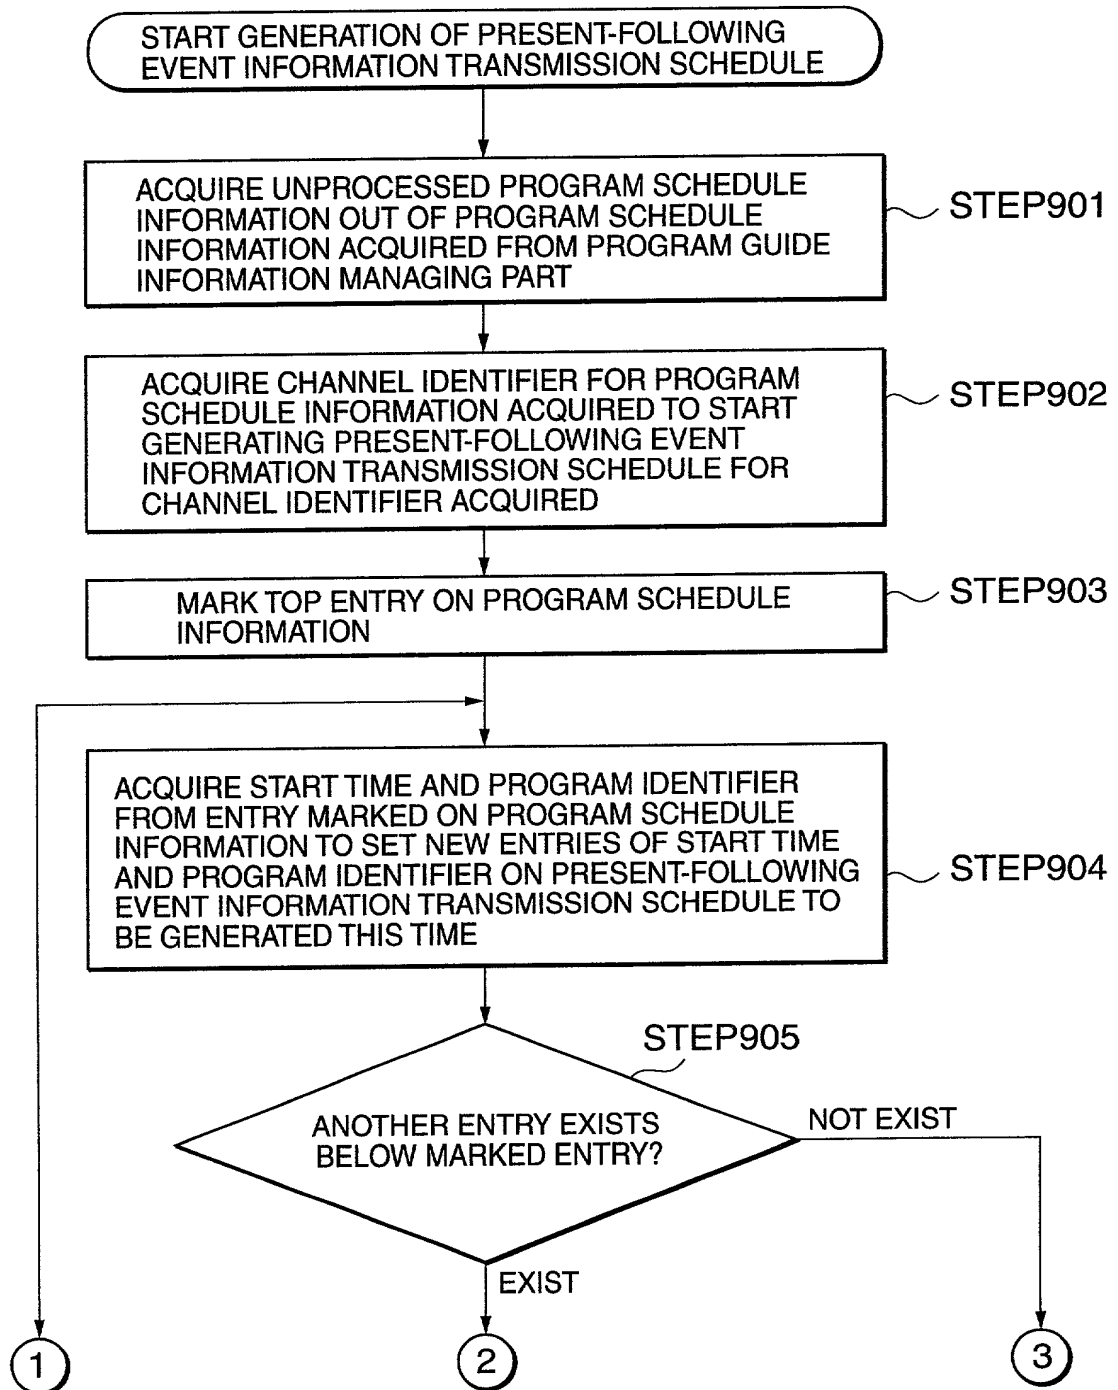 START GENERATION OF PRESENT-FOLLOWING
EVENT INFORMATION TRANSMISSION SCHEDULE
ACQUIRE UNPROCESSED PROGRAM SCHEDULE
INFORMATION OUT OF PROGRAM SCHEDULE
INFORMATION ACQUIRED FROM PROGRAM GUIDE
INFORMATION MANAGING PART
STEP901
ACQUIRE CHANNEL IDENTIFIER FOR PROGRAM
SCHEDULE INFORMATION ACQUIRED TO START
GENERATING PRESENT-FOLLOWING EVENT
INFORMATION TRANSMISSION SCHEDULE FOR
CHANNEL IDENTIFIER ACQUIRED
STEP902
MARK TOP ENTRY ON PROGRAM SCHEDULE
INFORMATION
STEP903
ACQUIRE START TIME AND PROGRAM IDENTIFIER
FROM ENTRY MARKED ON PROGRAM SCHEDULE
INFORMATION TO SET NEW ENTRIES OF START TIME
AND PROGRAM IDENTIFIER ON PRESENT-FOLLOWING
EVENT INFORMATION TRANSMISSION SCHEDULE TO
BE GENERATED THIS TIME
STEP904
STEP905
ANOTHER ENTRY EXISTS
BELOW MARKED ENTRY?
NOT EXIST
EXIST
1
2
3